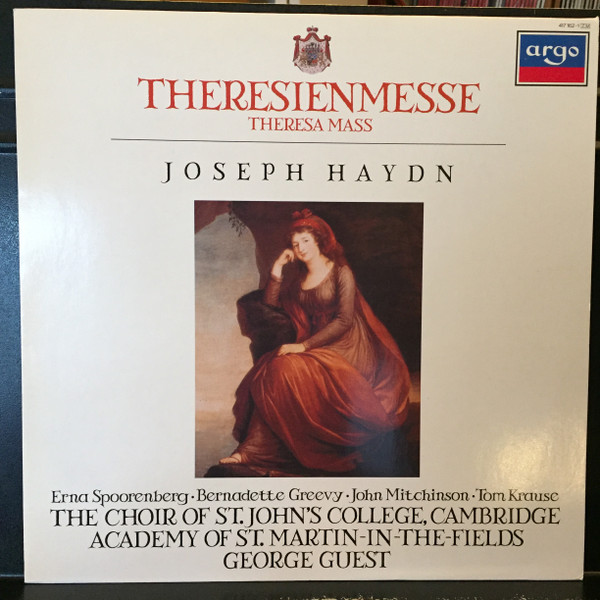 argo
THERESIENMESSE
THERESA MASS
JOSEPH HAYDN
Erna Spoorenberg · Bernadette Greevy · John Mitchinson · Tom Krause
THE CHOIR OF ST. JOHN'S COLLEGE, CAMBRIDGE
ACADEMY OF ST. MARTIN-IN-THE-FIELDS
GEORGE GUEST